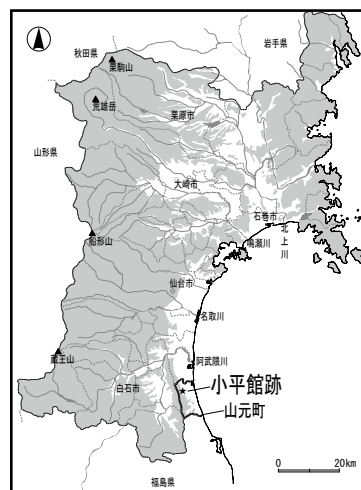 秋田県
岩手県
栗駒山
荒雄岳
栗原市
山形県
大崎市
石巻市
北上川
鳴瀬川
船形山
仙台市
名取川
蔵王山
阿武隈川
小平館跡
白石市
山元町
0 20km
福島県